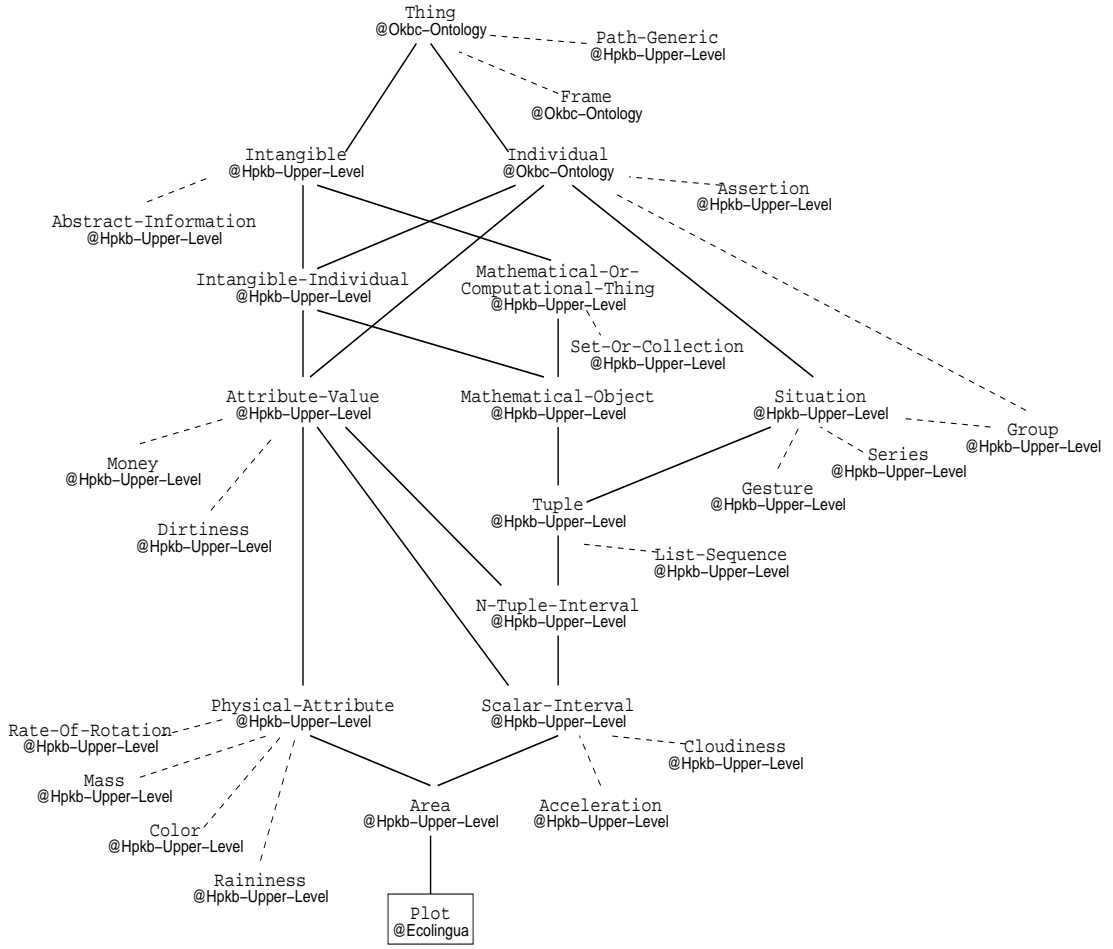 Thing
@Okbc-Ontology
Path-Generic
@Hpkb-Upper-Level
Frame
@Okbc-Ontology
Intangible
@Hpkb-Upper-Level
Individual
@Okbc-Ontology
Assertion
@Hpkb-Upper-Level
Abstract-Information
@Hpkb-Upper-Level
Intangible-Individual
@Hpkb-Upper-Level
Mathematical-Or-
Computational-Thing
@Hpkb-Upper-Level
Set-Or-Collection
@Hpkb-Upper-Level
Attribute-Value
@Hpkb-Upper-Level
Mathematical-Object
@Hpkb-Upper-Level
Situation
@Hpkb-Upper-Level
Group
@Hpkb-Upper-Level
Money
@Hpkb-Upper-Level
Series
@Hpkb-Upper-Level
Gesture
@Hpkb-Upper-Level
Dirtiness
@Hpkb-Upper-Level
Tuple
@Hpkb-Upper-Level
List-Sequence
@Hpkb-Upper-Level
N-Tuple-Interval
@Hpkb-Upper-Level
Physical-Attribute
@Hpkb-Upper-Level
Scalar-Interval
@Hpkb-Upper-Level
Rate-Of-Rotation
@Hpkb-Upper-Level
Cloudiness
@Hpkb-Upper-Level
Mass
@Hpkb-Upper-Level
Area
@Hpkb-Upper-Level
Acceleration
@Hpkb-Upper-Level
Color
@Hpkb-Upper-Level
Raininess
@Hpkb-Upper-Level
Plot
@Ecolingua